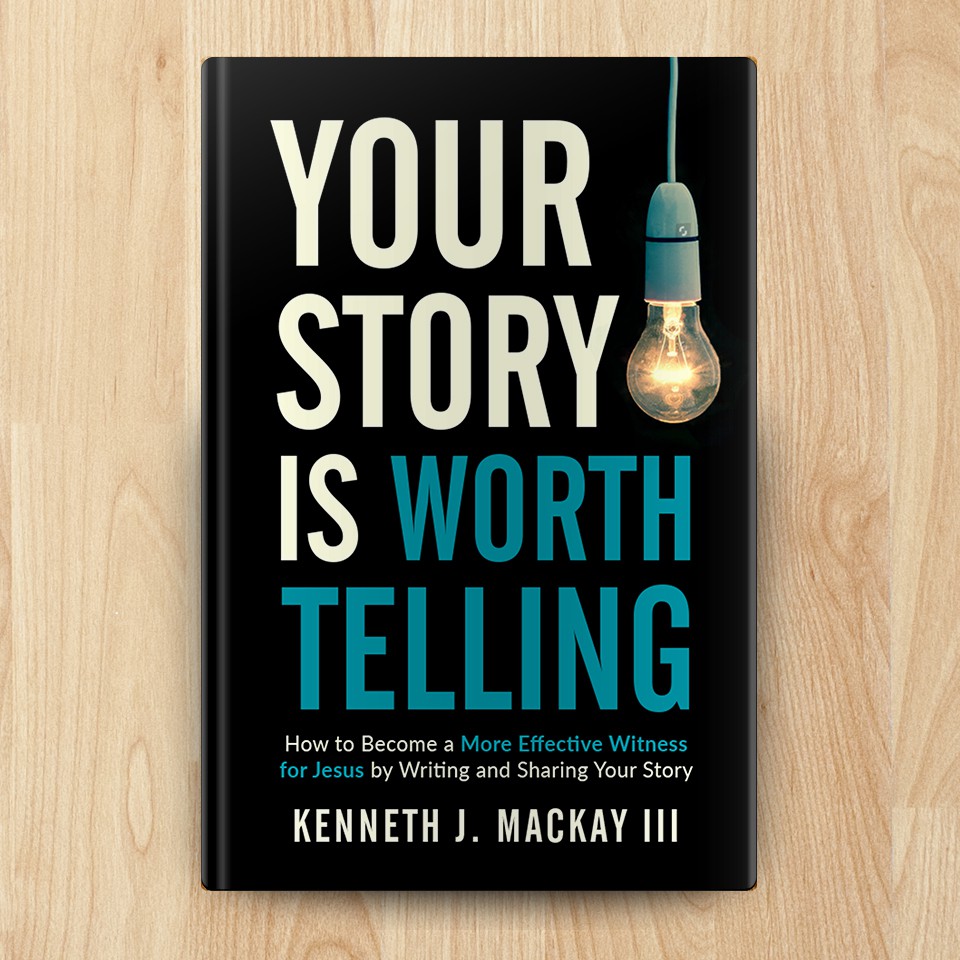 YOUR
STORY
IS WORTH
TELLING
How to Become a More Effective Witness
for Jesus by Writing and Sharing Your Story
KENNETH J. MACKAY III